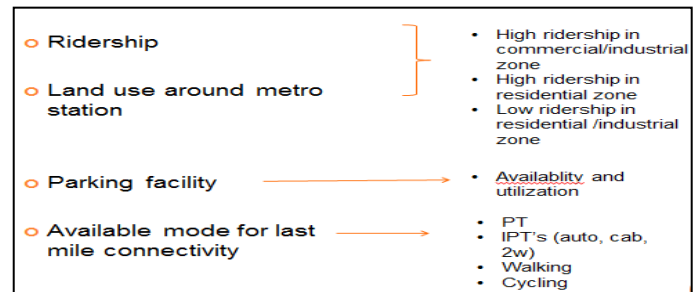 Ridership
Land use around metro
station
• High ridership in
commercial/industrial
zone
• High ridership in
residential zone
• Low ridership in
residential /industrial
zone
Parking facility
• Availablity and
utilization
Available mode for last
mile connectivity
• PT
• IPT's (auto, cab,
2w)
• Walking
• Cycling